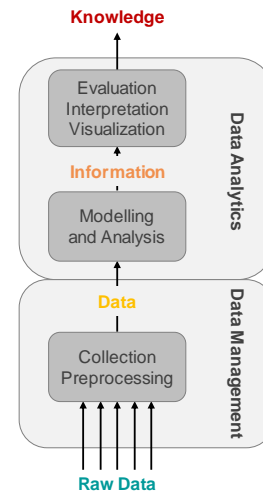 Knowledge
Evaluation
Interpretation
Visualization
Information
Modelling
and Analysis
Data Analytics
Data
Collection
Preprocessing
Data Management
Raw Data